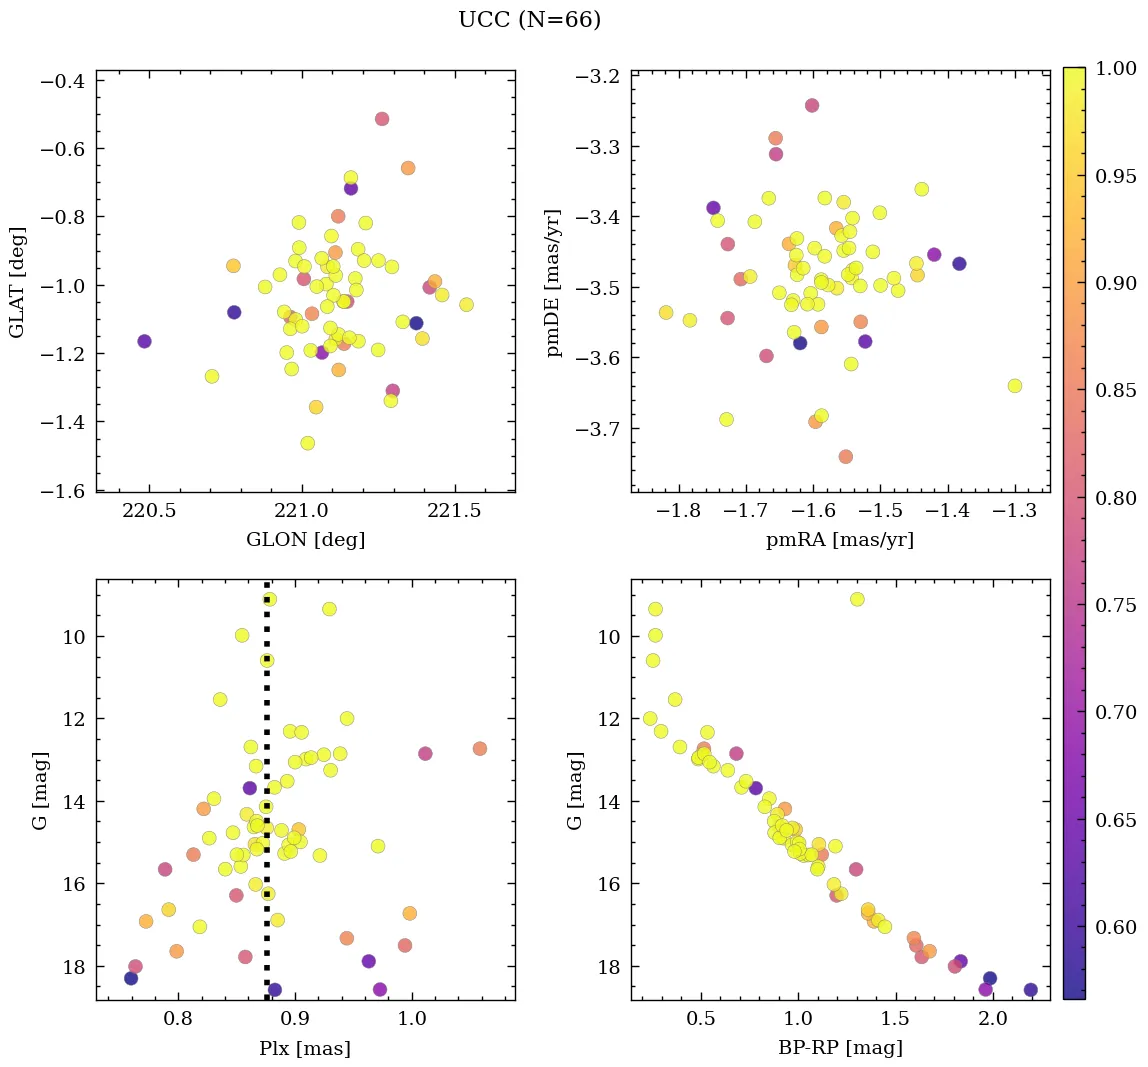 UCC (N=66)
−0.4
−0.6
−0.8
−1.0
−1.2
−1.4
−1.6
GLAT [deg]
220.5 221.0 221.5
GLON [deg]
−3.2
−3.3
−3.4
−3.5
−3.6
−3.7
pmDE [mas/yr]
−1.8 −1.7 −1.6 −1.5 −1.4 −1.3
pmRA [mas/yr]
10
12
14
16
18
G [mag]
0.8 0.9 1.0
Plx [mas]
10
12
14
16
18
G [mag]
0.5 1.0 1.5 2.0
BP-RP [mag]
1.00
0.95
0.90
0.85
0.80
0.75
0.70
0.65
0.60